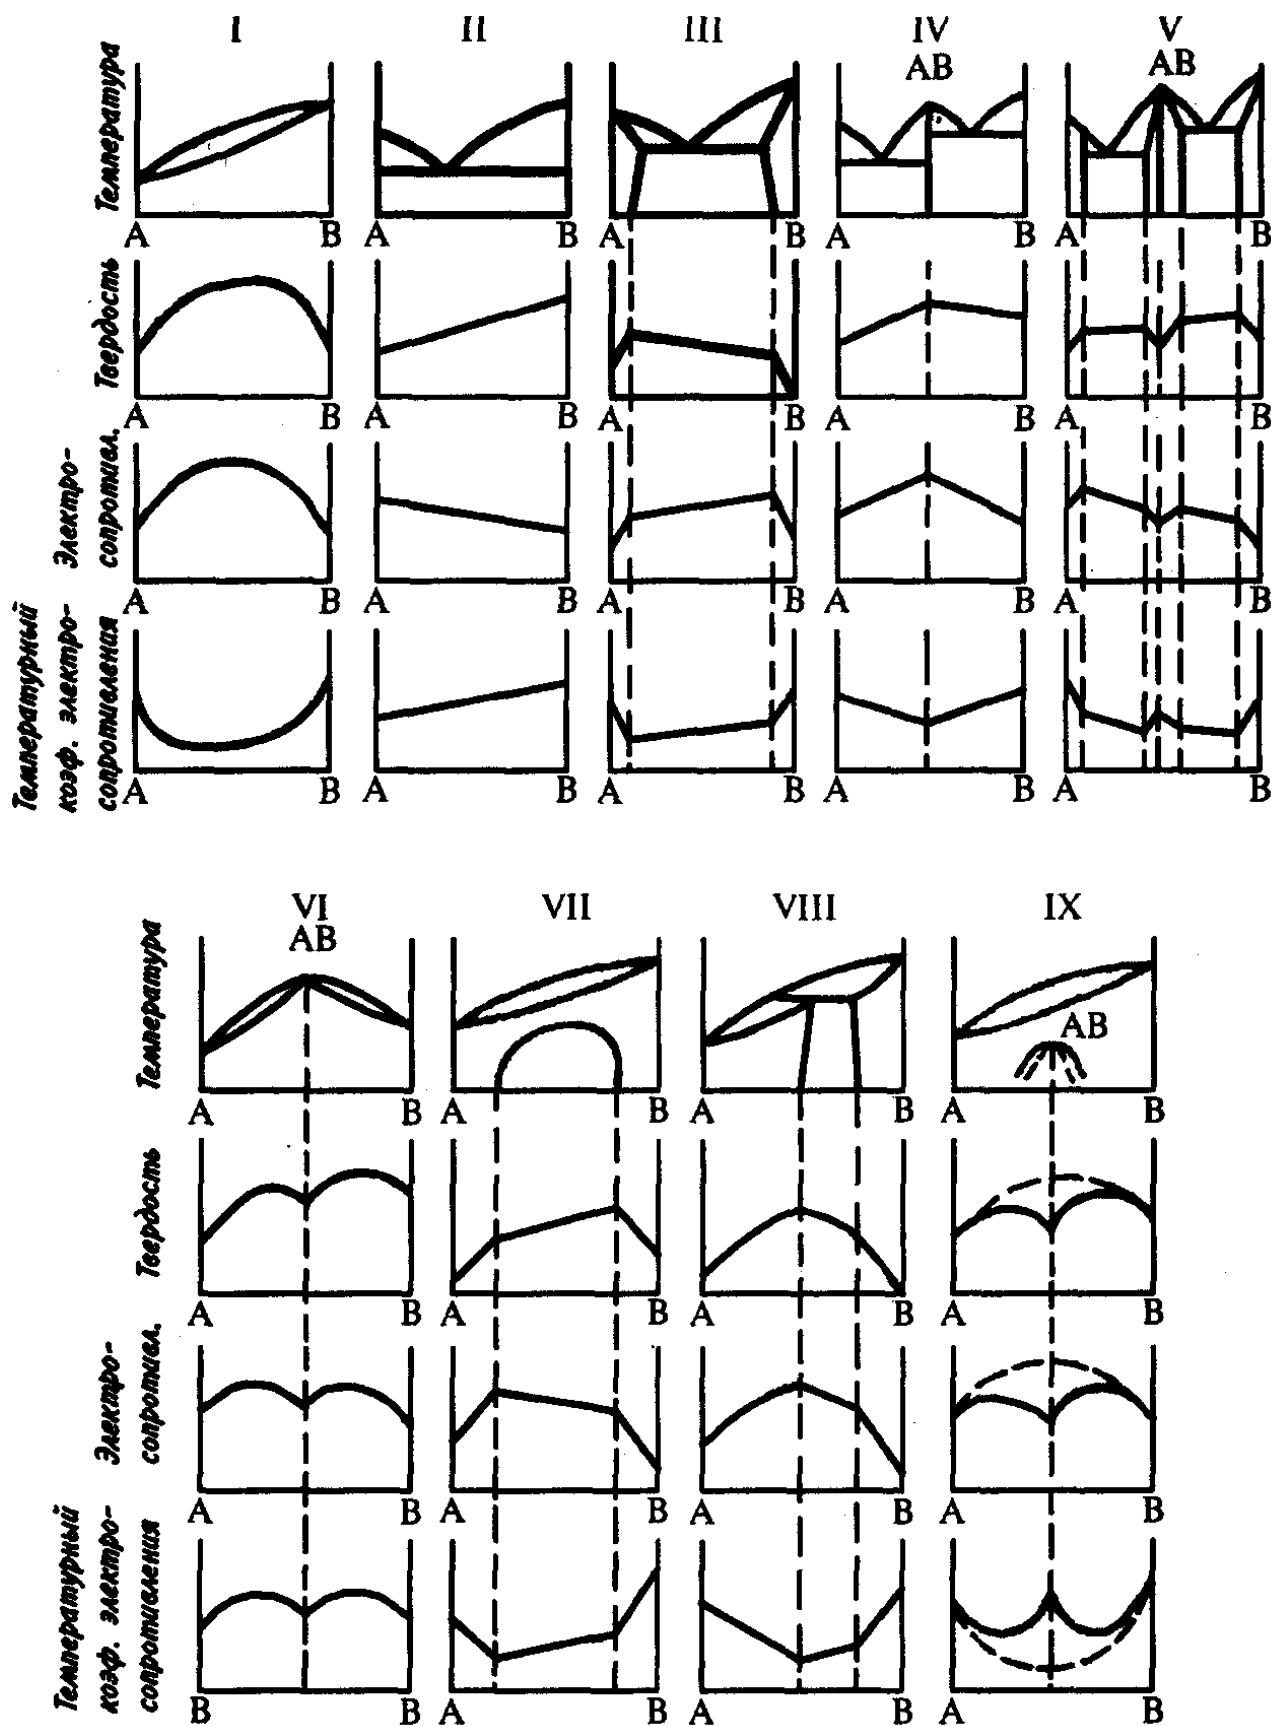 I II III IV V
AB AB
Температура
A B A B A B A B A B
Твердость
A B A B A B A B A B
Электро-
сопротивл.
A B A B A B A B A B
Температурный
коэф. электро-
сопротивления
A B A B A B A B A B
VI VII VIII IX
AB
Температура
AB
A B A B A B A B
Твердость
A B A B A B A B
Электро-
сопротивл.
A B A B A B A B
Температурный
коэф. электро-
сопротивления
B B A B A B A B